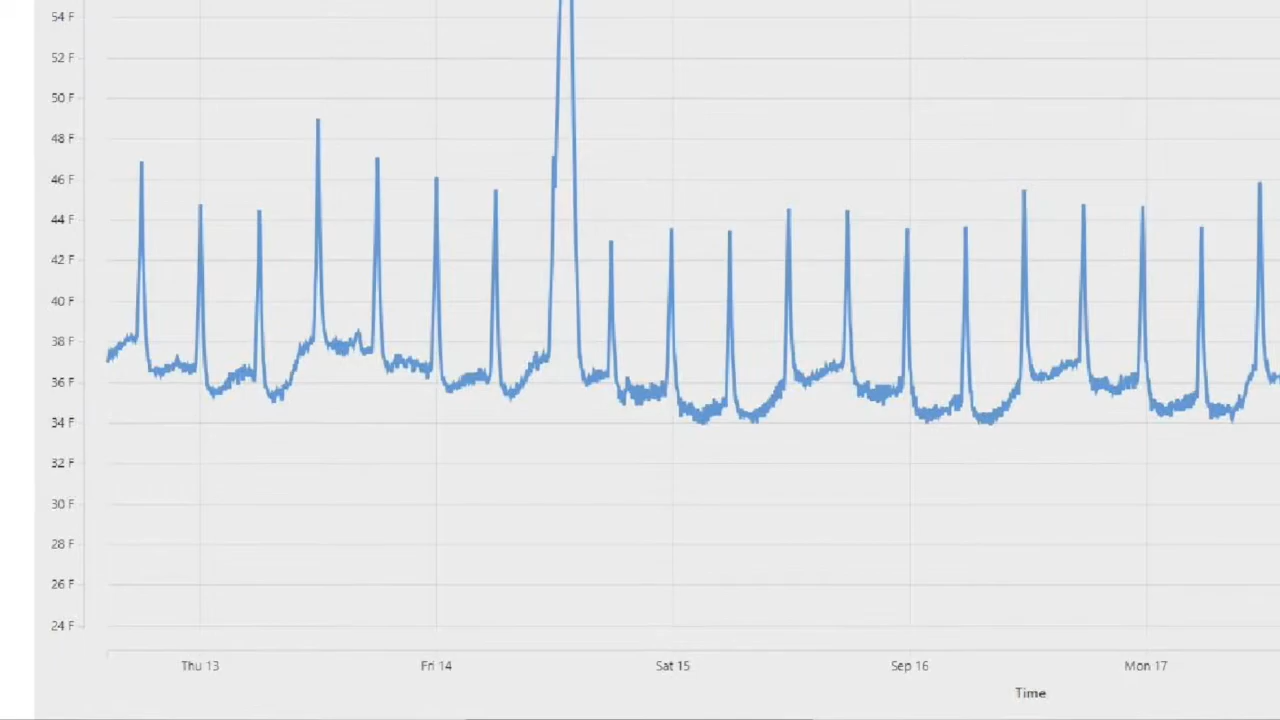 54 F
52 F
50 F
48 F
46 F
44 F
42 F
40 F
38 F
36 F
34 F
32 F
30 F
28 F
26 F
24 F
Thu 13 Fri 14 Sat 15 Sep 16 Mon 17
Time